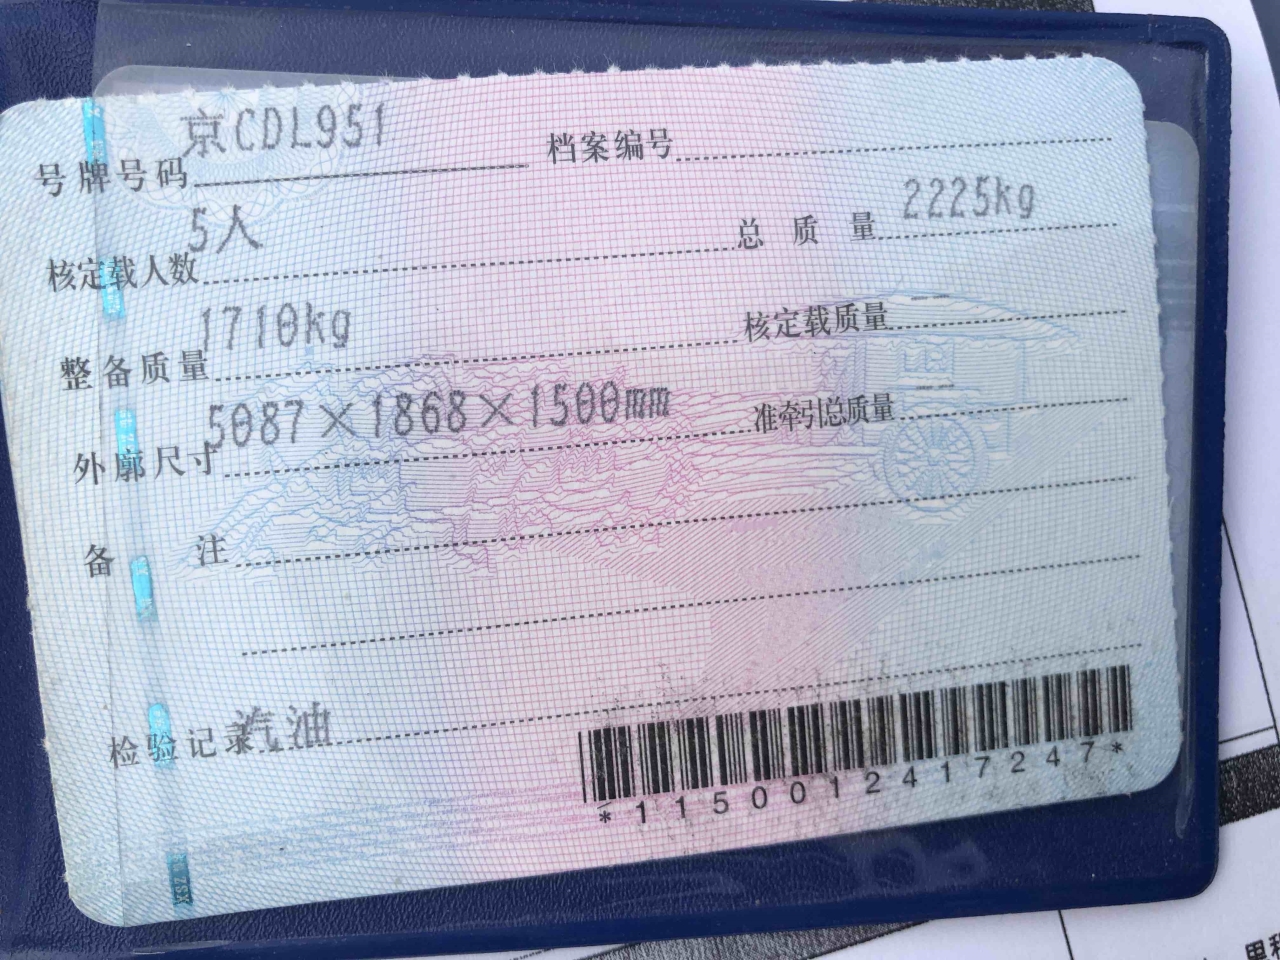 号牌号码 京CDL951 档案编号
核定载人数 5人 总质量 2225kg
整备质量 1710kg 核定载质量 --
外廓尺寸 5087×1868×1500mm 准牵引总质量 --
备注
检验记录 汽油
*1150012417247*